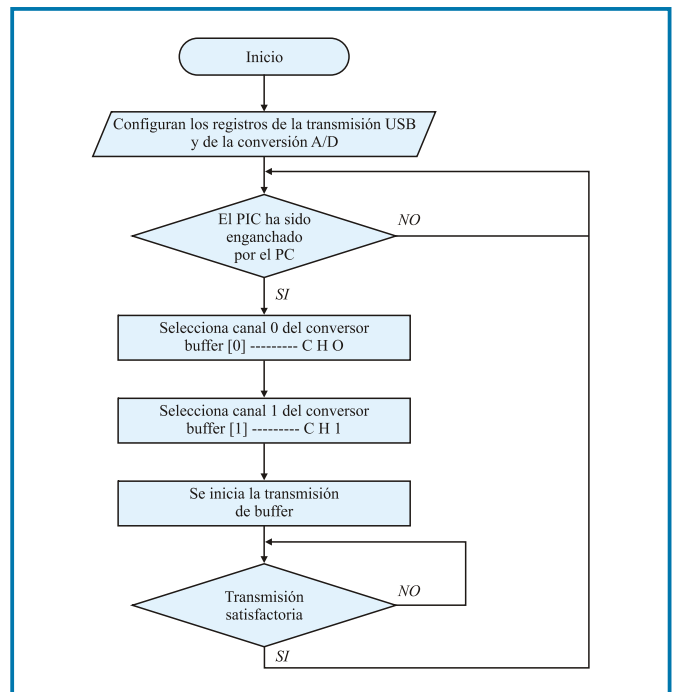 Inicio
Configuran los registros de la transmisión USB
y de la conversión A/D
El PIC ha sido
enganchado
por el PC
NO
SI
Selecciona canal 0 del conversor
buffer [0] --------- C H O
Selecciona canal 1 del conversor
buffer [1] --------- C H 1
Se inicia la transmisión
de buffer
Transmisión
satisfactoria
NO
SI